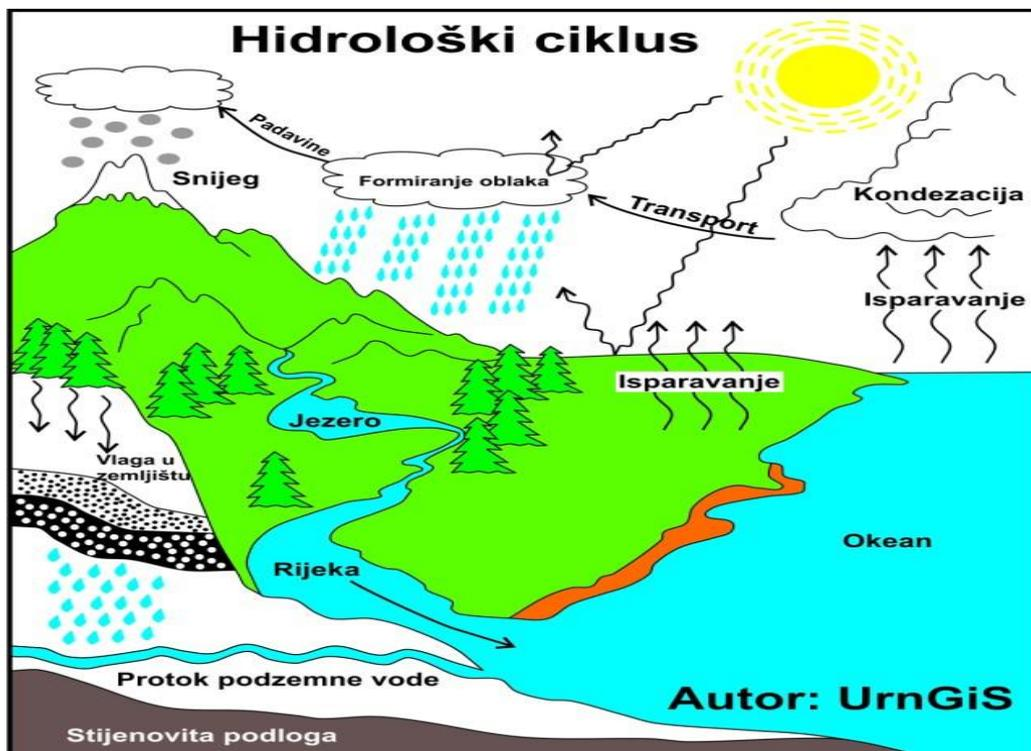 Hidrološki ciklus
Padavine
Snijeg
Formiranje oblaka
Transport
Kondezacija
Isparavanje
Isparavanje
Jezero
Vlaga u
zemljištu
Okean
Rijeka
Protok podzemne vode
Autor: UrnGiS
Stijenovita podloga